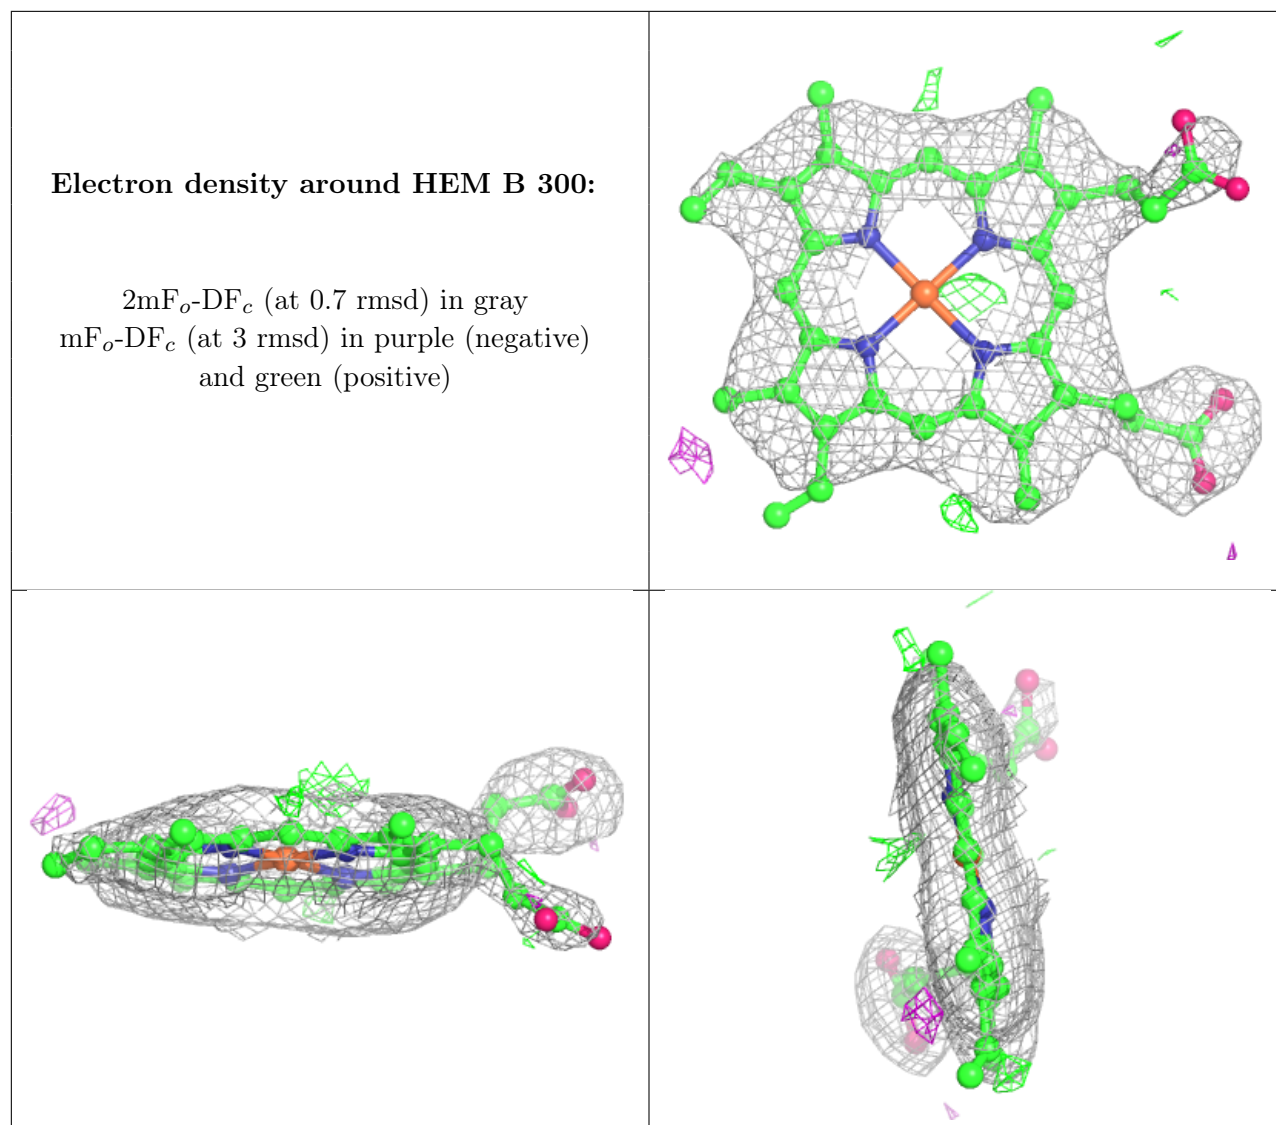 Electron density around HEM B 300:
2mFo-DFc (at 0.7 rmsd) in gray
mFo-DFc (at 3 rmsd) in purple (negative)
and green (positive)